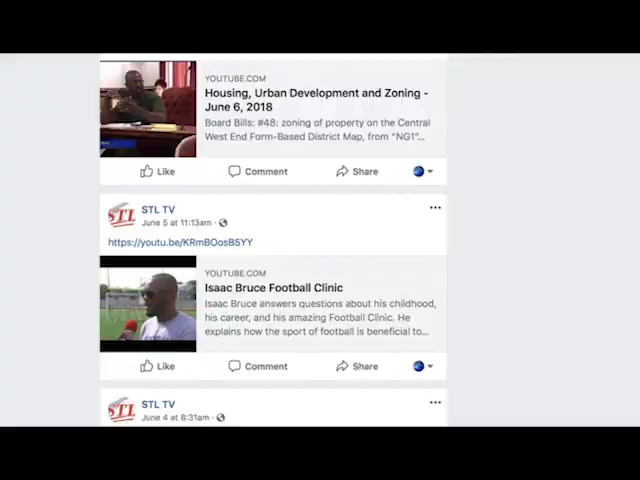 YOUTUBE.COM
Housing, Urban Development and Zoning -
June 6, 2018
Board Bills: #48: zoning of property on the Central
West End Form-Based District Map, from "NG1"...
Like
Comment
Share
STL
STL TV
June 5 at 11:13am ·
https://youtu.be/KRmBOosB5YY
YOUTUBE.COM
Isaac Bruce Football Clinic
Isaac Bruce answers questions about his childhood,
his career, and his amazing Football Clinic. He
explains how the sport of football is beneficial to...
Like
Comment
Share
STL
STL TV
June 4 at 8:31am ·